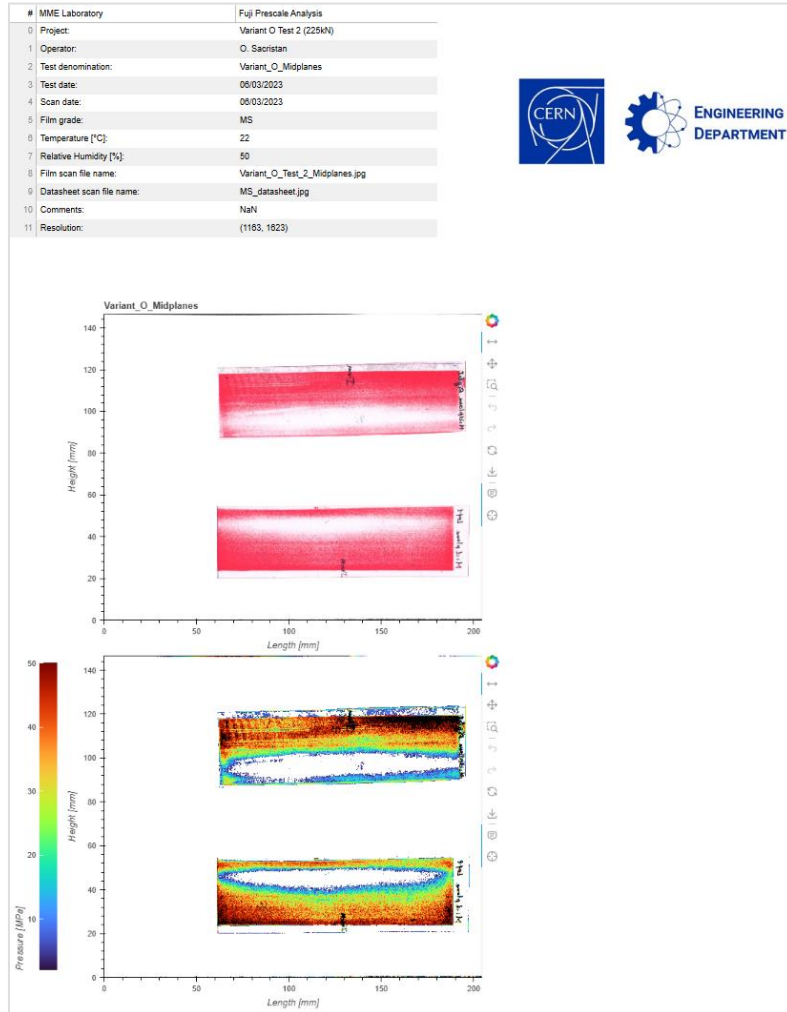 # MME Laboratory Fuji Prescale Analysis
0 Project: Variant O Test 2 (225kN)
1 Operator: O. Sacristan
2 Test denomination: Variant_O_Midplanes
3 Test date: 06/03/2023
4 Scan date: 06/03/2023
5 Film grade: MS
6 Temperature [°C]: 22
7 Relative Humidity [%]: 50
8 Film scan file name: Variant_O_Test_2_Midplanes.jpg
9 Datasheet scan file name: MS_datasheet.jpg
10 Comments: NaN
11 Resolution: (1163, 1623)
CERN
ENGINEERING
DEPARTMENT
Variant_O_Midplanes
140
120
100
80
60
40
20
0
Height [mm]
0 50 100 150 200
Length [mm]
50
40
30
20
10
Pressure [MPa]
140
120
100
80
60
40
20
0
Height [mm]
0 50 100 150 200
Length [mm]